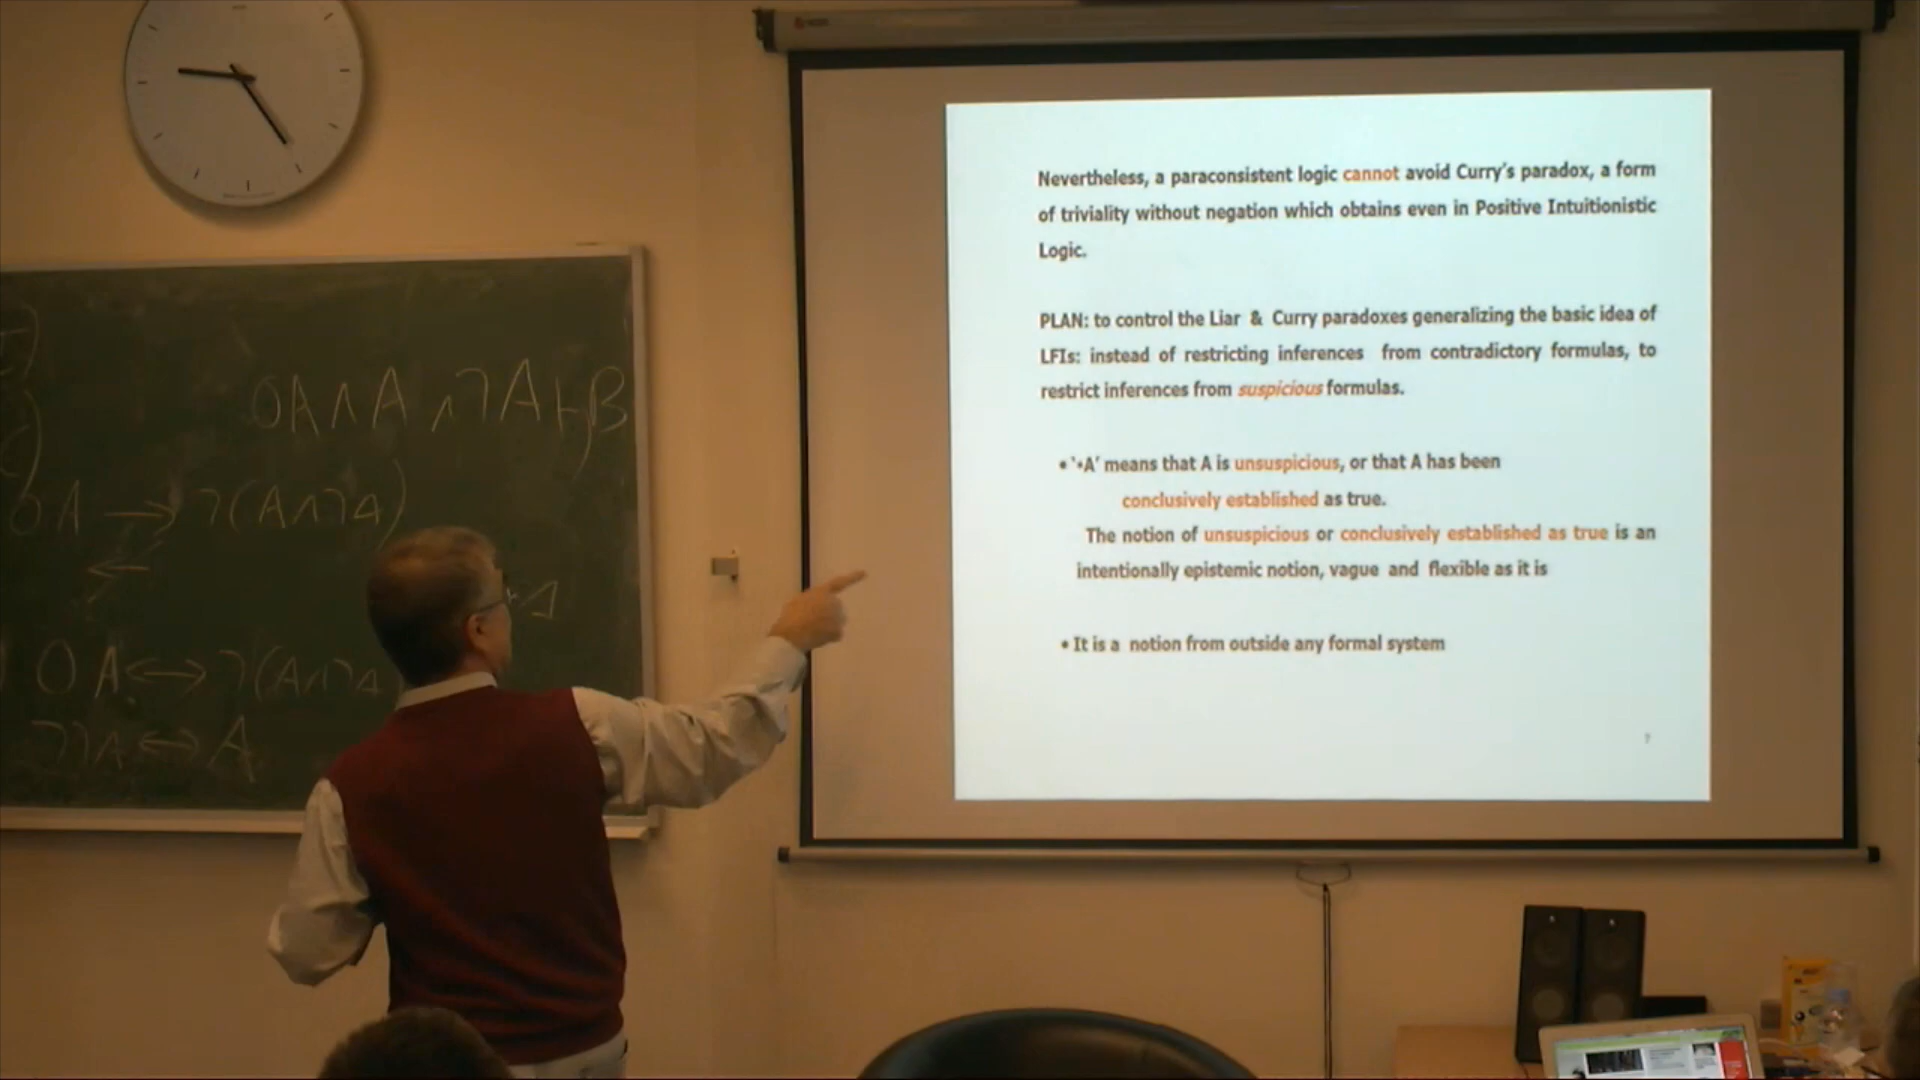 Nevertheless, a paraconsistent logic cannot avoid Curry's paradox, a form
of triviality without negation which obtains even in Positive Intuitionistic
Logic.
PLAN: to control the Liar & Curry paradoxes generalizing the basic idea of
LFIs: instead of restricting inferences from contradictory formulas, to
restrict inferences from suspicious formulas.
• '•A' means that A is unsuspicious, or that A has been
conclusively established as true.
The notion of unsuspicious or conclusively established as true is an
intentionally epistemic notion, vague and flexible as it is
• It is a notion from outside any formal system
7
OA∧A∧¬A⊢B
OA → ¬(A∧¬A)
←
OA ↔ ¬(A∧¬A
¬¬A ↔ A